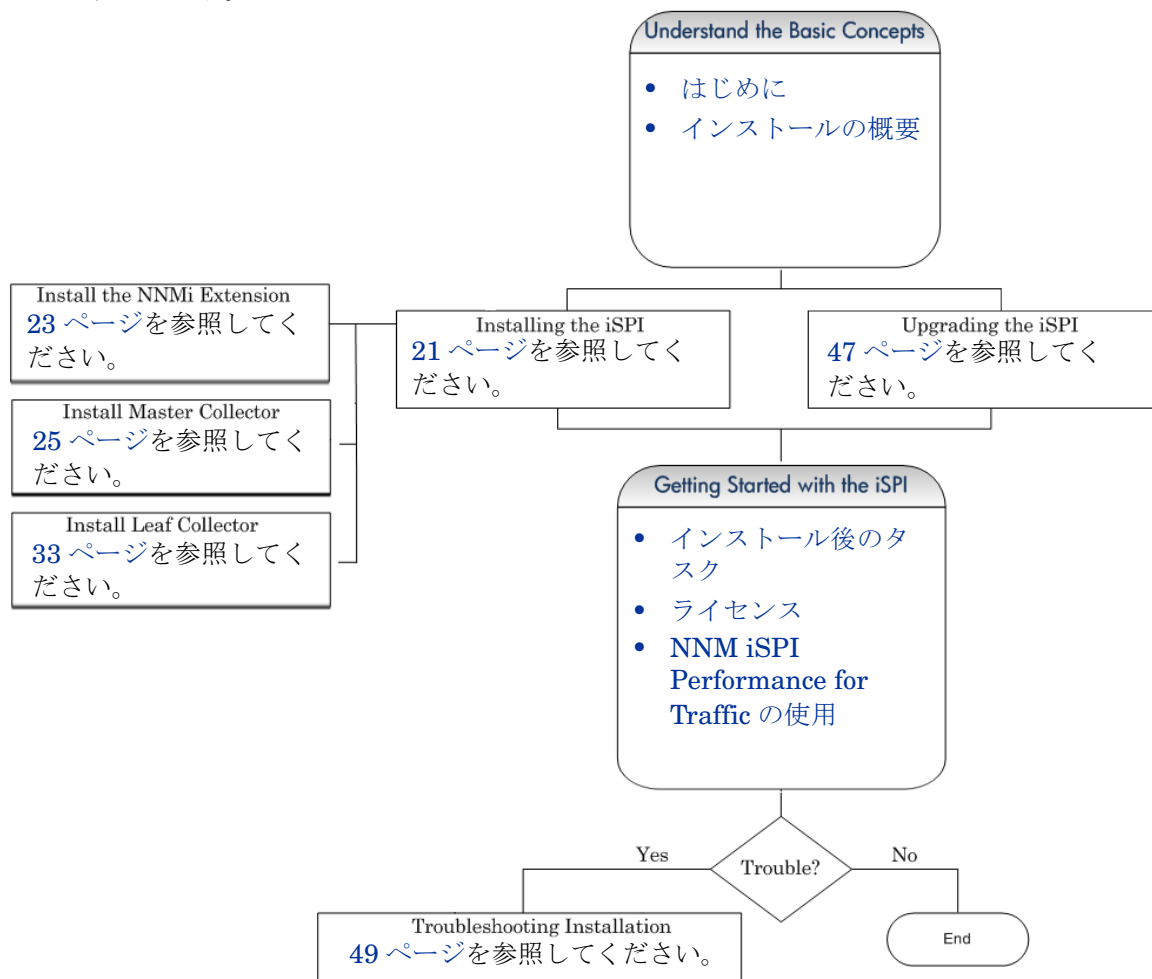 Understand the Basic Concepts
• はじめに
• インストールの概要
Install the NNMi Extension
23 ページを参照してく
ださい。
Installing the iSPI
21 ページを参照してく
ださい。
Upgrading the iSPI
47 ページを参照してく
ださい。
Install Master Collector
25 ページを参照してく
ださい。
Install Leaf Collector
33 ページを参照してく
ださい。
Getting Started with the iSPI
• インストール後のタ
スク
• ライセンス
• NNM iSPI
Performance for
Traffic の使用
Trouble?
Yes
No
Troubleshooting Installation
49 ページを参照してください。
End